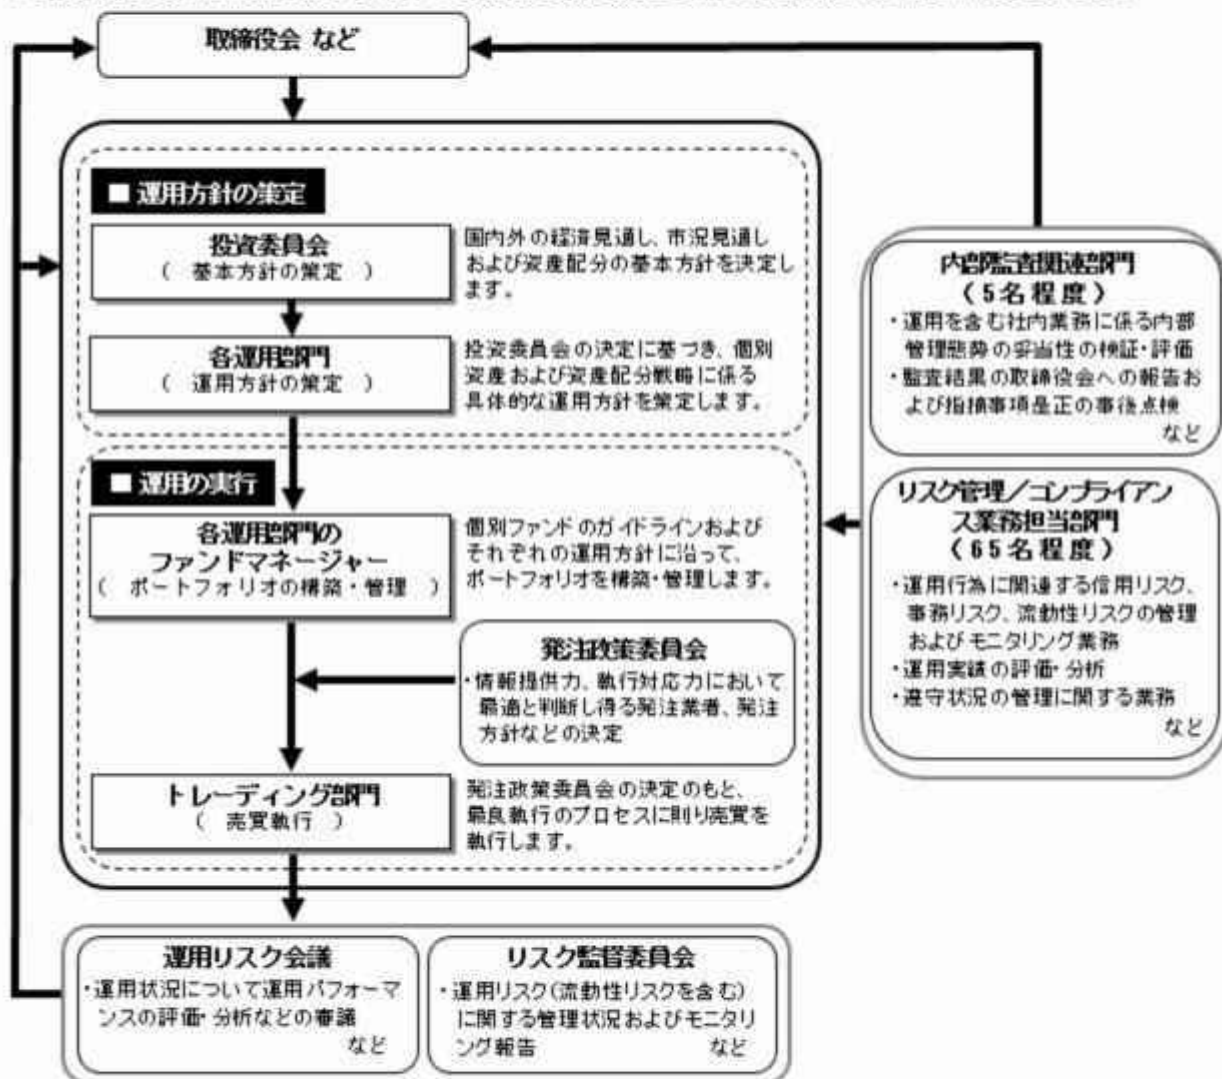 取締役会 など
■ 運用方針の策定
投資委員会
( 基本方針の策定 )
国内外の経済見通し、市況見通し
および資産配分の基本方針を決定し
ます。
各運用部門
( 運用方針の策定 )
投資委員会の決定に基づき、個別
資産および資産配分戦略に係る
具体的な運用方針を策定します。
■ 運用の実行
各運用部門の
ファンドマネージャー
( ポートフォリオの構築・管理 )
個別ファンドのガイドラインおよび
それぞれの運用方針に沿って、
ポートフォリオを構築・管理します。
発注政策委員会
・情報提供力、執行対応力において
最適と判断し得る発注業者、発注
方針などの決定
トレーディング部門
( 売買執行 )
発注政策委員会の決定のもと、
最良執行のプロセスに則り売買を
執行します。
内部監査関連部門
(5名程度)
・運用を含む社内業務に係る内部
管理態勢の妥当性の検証・評価
・監査結果の取締役会への報告お
よび指摘事項是正の事後点検
など
リスク管理/コンプライアン
ス業務担当部門
(65名程度)
・運用行為に関連する信用リスク、
事務リスク、流動性リスクの管理
およびモニタリング業務
・運用実績の評価・分析
・遵守状況の管理に関する業務
など
運用リスク会議
・運用状況について運用パフォーマ
ンスの評価・分析などの審議
など
リスク監督委員会
・運用リスク(流動性リスクを含む)
に関する管理状況およびモニタリ
ング報告 など